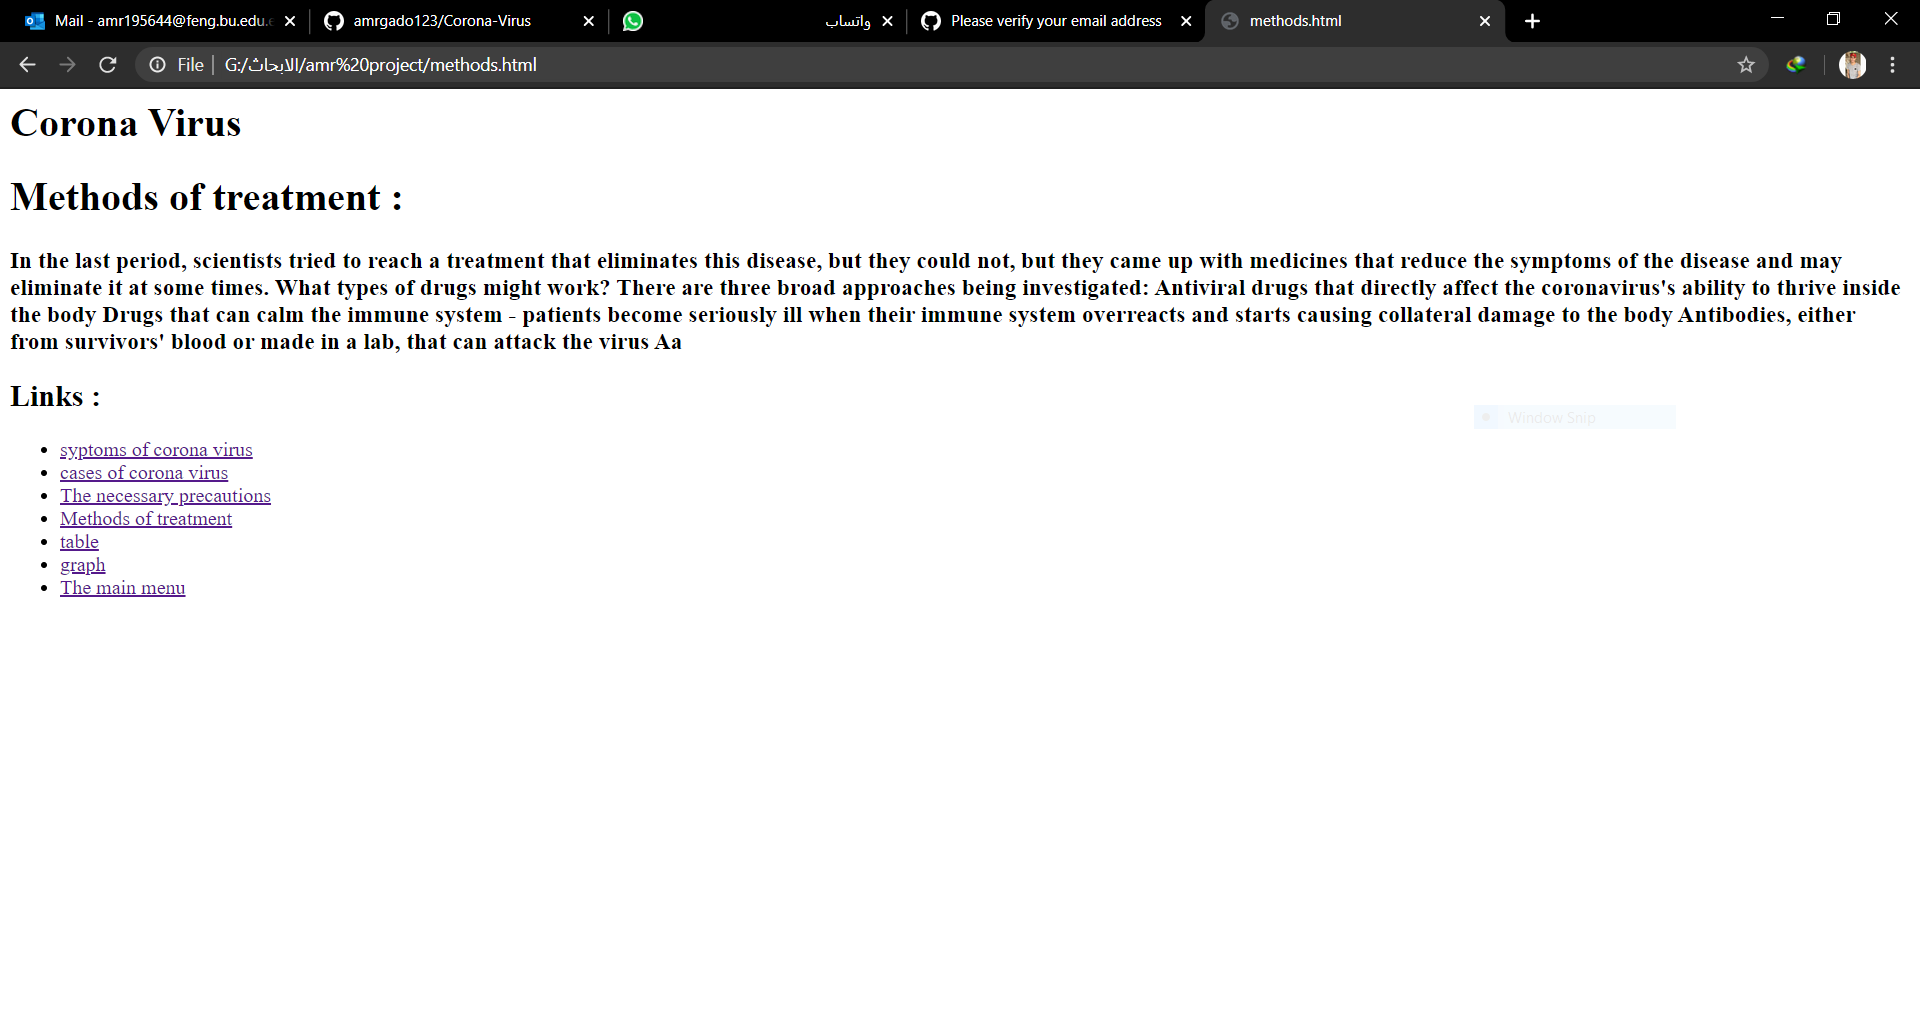 Mail - amr195644@feng.bu.edu.e
amrgado123/Corona-Virus
واتساب
Please verify your email address
methods.html
File
G:/الابحاث/amr%20project/methods.html
Corona Virus
Methods of treatment :
In the last period, scientists tried to reach a treatment that eliminates this disease, but they could not, but they came up with medicines that reduce the symptoms of the disease and may
eliminate it at some times. What types of drugs might work? There are three broad approaches being investigated: Antiviral drugs that directly affect the coronavirus's ability to thrive inside
the body Drugs that can calm the immune system - patients become seriously ill when their immune system overreacts and starts causing collateral damage to the body Antibodies, either
from survivors' blood or made in a lab, that can attack the virus Aa
Links :
Window Snip
syptoms of corona virus
cases of corona virus
The necessary precautions
Methods of treatment
table
graph
The main menu